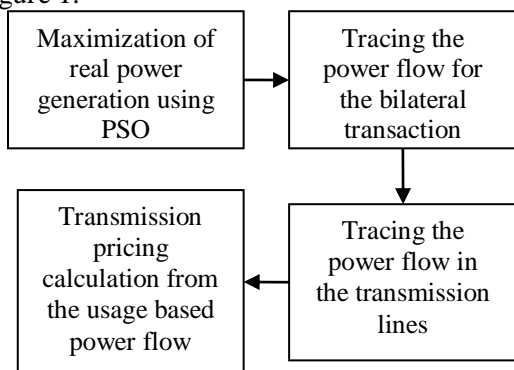 gure 1.
Maximization of
real power
generation using
PSO
Tracing the
power flow for
the bilateral
transaction
Tracing the
power flow in
the transmission
lines
Transmission
pricing
calculation from
the usage based
power flow